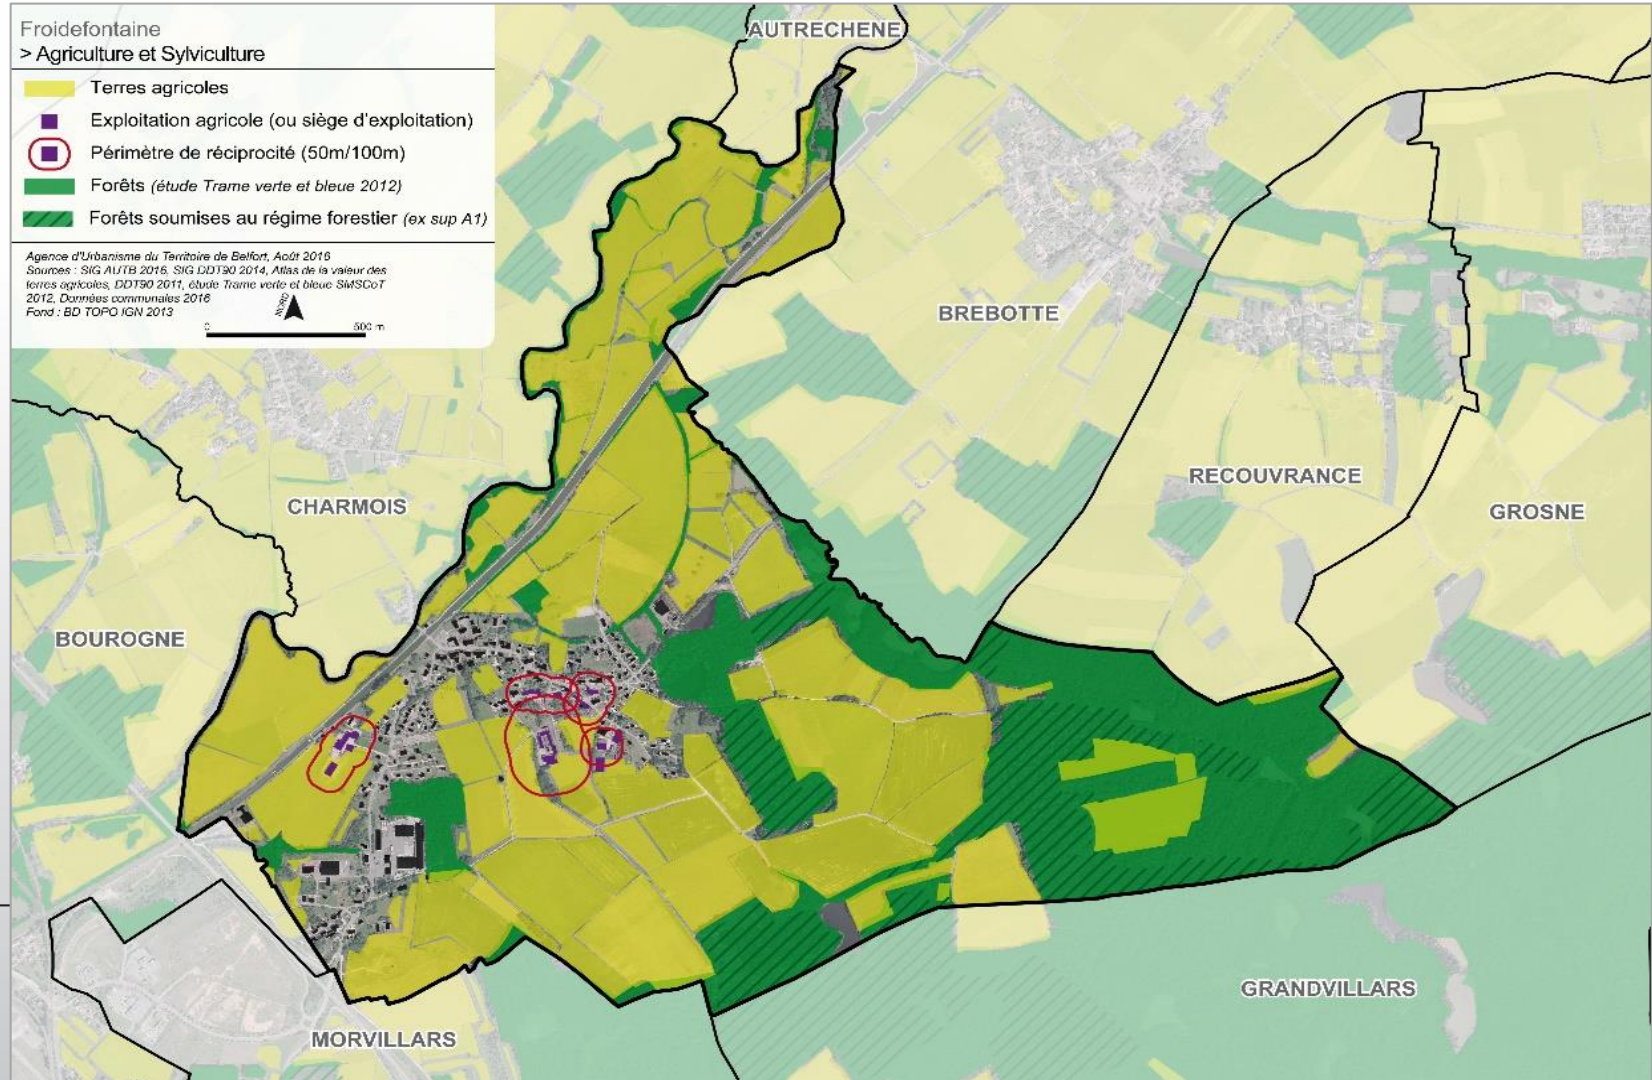 Froidefontaine
> Agriculture et Sylviculture
Terres agricoles
Exploitation agricole (ou siège d'exploitation)
Périmètre de réciprocité (50m/100m)
Forêts (étude Trame verte et bleue 2012)
Forêts soumises au régime forestier (ex sup A1)
Agence d'Urbanisme du Territoire de Belfort, Août 2016
Sources : SIG AUTB 2016, SIG DDT90 2014, Atlas de la valeur des
terres agricoles, DDT90 2011, étude Trame verte et bleue SMSCoT
2012, Données communales 2016
Fond : BD TOPO IGN 2013
NORD
0 500 m
AUTRECHENE
BREBOTTE
RECOUVRANCE
GROSNE
CHARMOIS
BOUROGNE
GRANDVILLARS
MORVILLARS